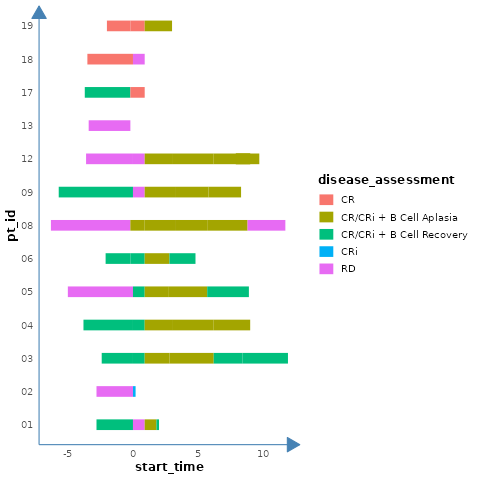 19
18
17
13
12
09
08
06
05
04
03
02
01
pt_id
-5
0
5
10
start_time
disease_assessment
CR
CR/CRi + B Cell Aplasia
CR/CRi + B Cell Recovery
CRi
RD